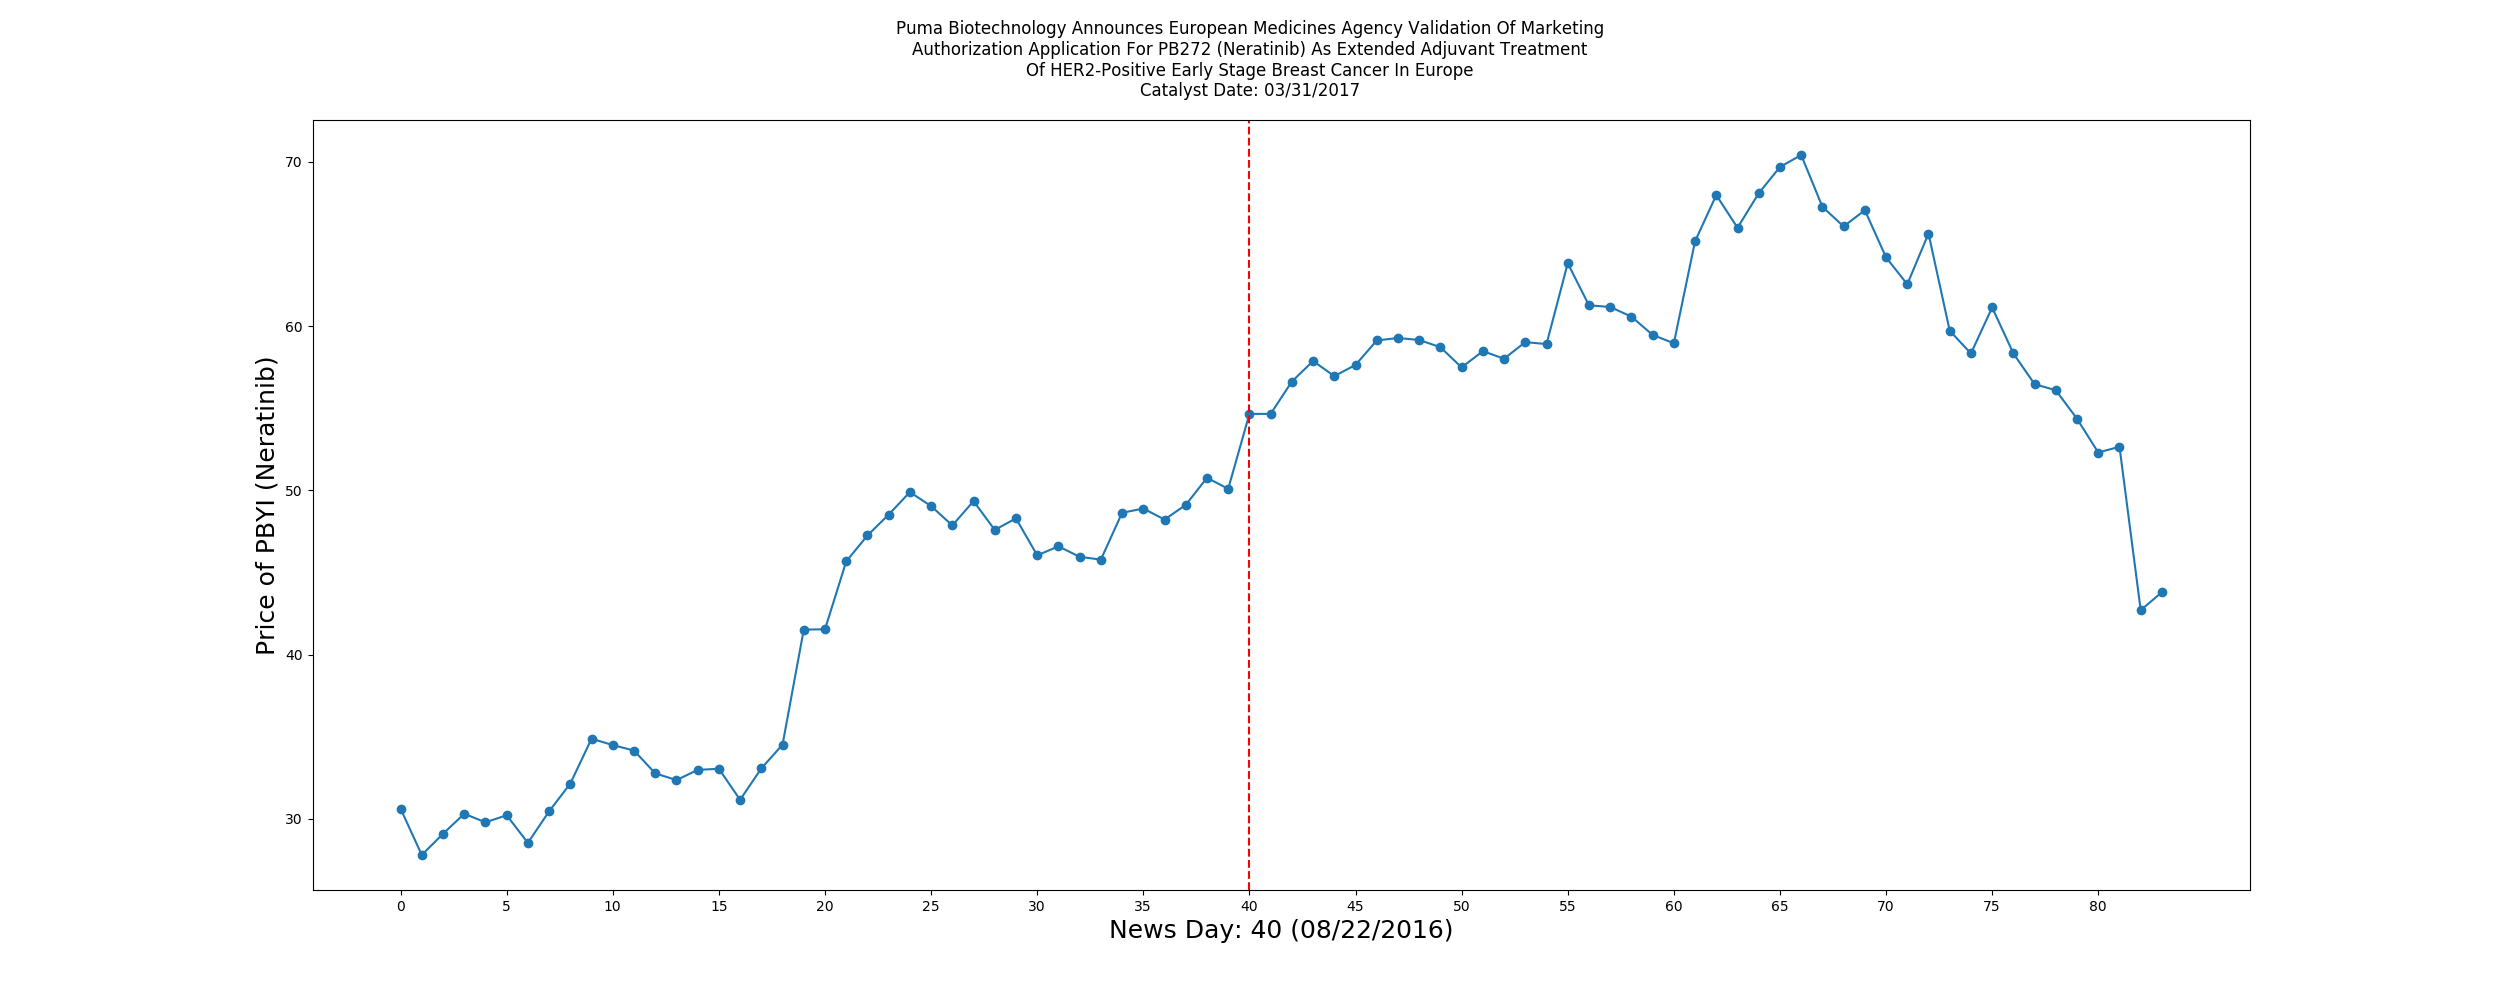 Puma Biotechnology Announces European Medicines Agency Validation Of Marketing
Authorization Application For PB272 (Neratinib) As Extended Adjuvant Treatment
Of HER2-Positive Early Stage Breast Cancer In Europe
Catalyst Date: 03/31/2017
Price of PBYI (Neratinib)
70
60
50
40
30
0 5 10 15 20 25 30 35 40 45 50 55 60 65 70 75 80
News Day: 40 (08/22/2016)